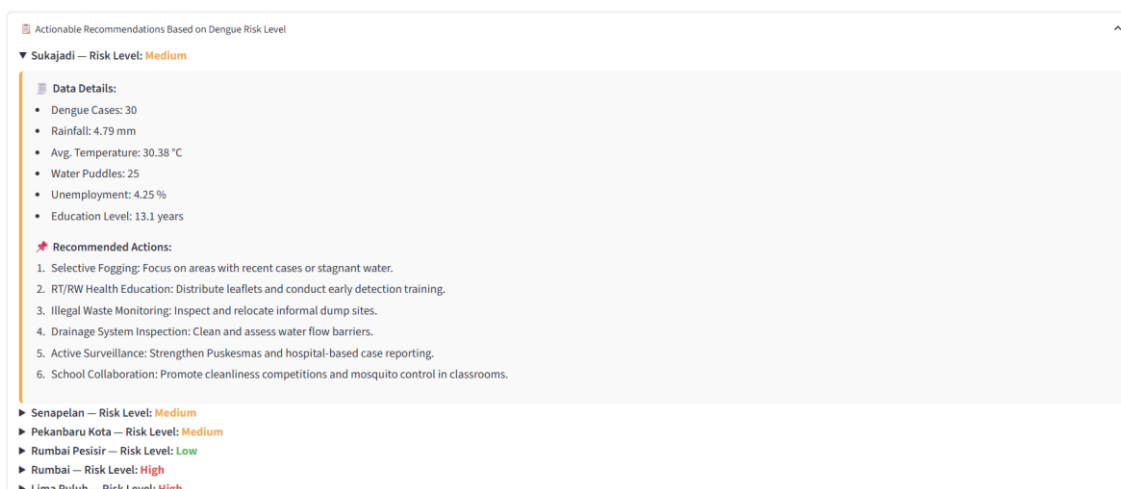 Actionable Recommendations Based on Dengue Risk Level
Sukajadi — Risk Level: Medium
Data Details:
Dengue Cases: 30
Rainfall: 4.79 mm
Avg. Temperature: 30.38 °C
Water Puddles: 25
Unemployment: 4.25 %
Education Level: 13.1 years
Recommended Actions:
1. Selective Fogging: Focus on areas with recent cases or stagnant water.
2. RT/RW Health Education: Distribute leaflets and conduct early detection training.
3. Illegal Waste Monitoring: Inspect and relocate informal dump sites.
4. Drainage System Inspection: Clean and assess water flow barriers.
5. Active Surveillance: Strengthen Puskesmas and hospital-based case reporting.
6. School Collaboration: Promote cleanliness competitions and mosquito control in classrooms.
Senapelan — Risk Level: Medium
Pekanbaru Kota — Risk Level: Medium
Rumbai Pesisir — Risk Level: Low
Rumbai — Risk Level: High
Lima Puluh — Risk Level: High